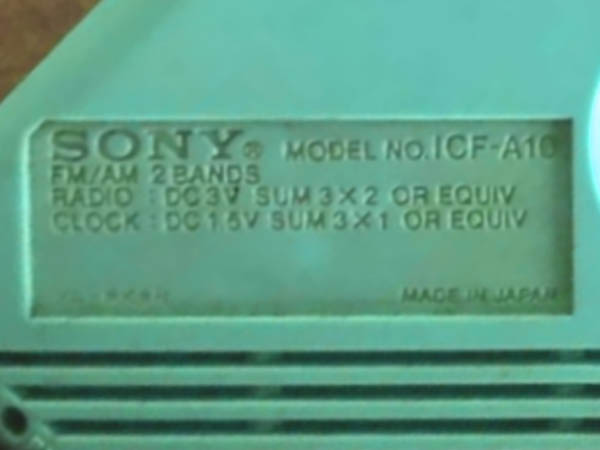 SONY® MODEL NO. ICF-A10
FM/AM 2 BANDS
RADIO : DC 3V SUM 3×2 OR EQUIV
CLOCK : DC 1.5V SUM 3×1 OR EQUIV
MADE IN JAPAN